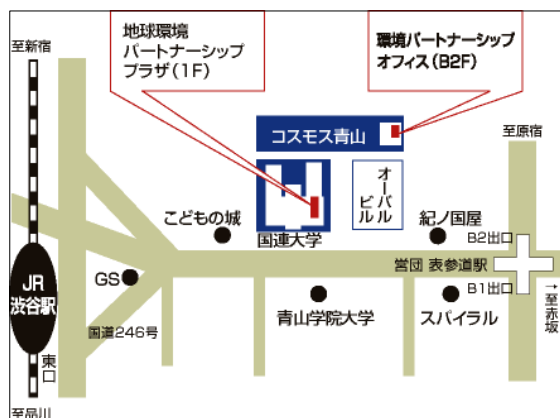 地球環境
パートナーシップ
プラザ(1F)
環境パートナーシップ
オフィス(B2F)
至新宿
コスモス青山
至原宿
オーバル
ビル
こどもの城
国連大学
紀ノ国屋
B2出口
営団 表参道駅
GS
JR
渋谷駅
青山学院大学
スパイラル
B1出口
→至赤坂
国道246号
東口
至品川